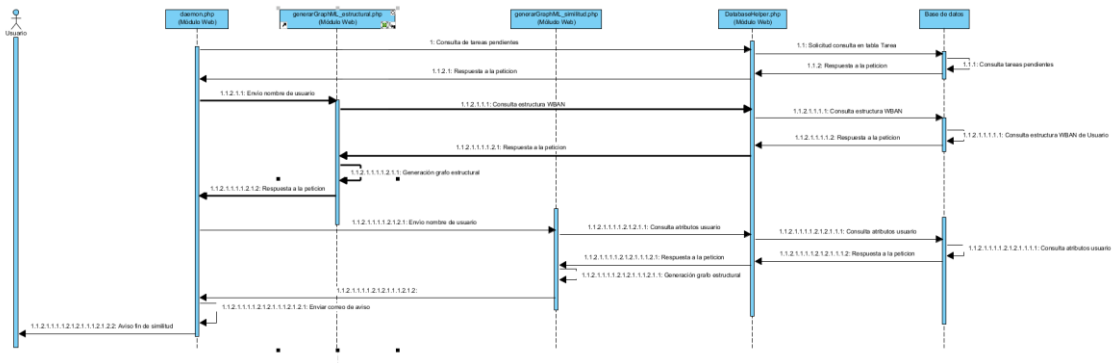 daemon.php
(Módulo Web)
generarGraphML_estructural.php
(Módulo Web)
generarGraphML_similitud.php
(Módulo Web)
DatabaseHelper.php
(Módulo Web)
Base de datos
Usuario
1: Consulta de tareas pendientes
1.1: Solicitud consulta en tabla Tarea
1.1.1: Consulta tareas pendientes
1.1.2: Respuesta a la peticion
1.1.2.1: Respuesta a la peticion
1.1.2.1.1: Envío nombre de usuario
1.1.2.1.1.1: Consulta estructura WBAN
1.1.2.1.1.1.1: Consulta estructura WBAN
1.1.2.1.1.1.1.1: Consulta estructura WBAN de Usuario
1.1.2.1.1.1.1.2: Respuesta a la peticion
1.1.2.1.1.1.1.2.1: Respuesta a la peticion
1.1.2.1.1.1.1.2.1.1: Generación grafo estructural
1.1.2.1.1.1.1.2.1.2: Respuesta a la peticion
1.1.2.1.1.1.1.2.1.2.1: Envío nombre de usuario
1.1.2.1.1.1.1.2.1.2.1.1: Consulta atributos usuario
1.1.2.1.1.1.1.2.1.2.1.1.1: Consulta atributos usuario
1.1.2.1.1.1.1.2.1.2.1.1.1.1: Consulta atributos usuario
1.1.2.1.1.1.1.2.1.2.1.1.1.2: Respuesta a la peticion
1.1.2.1.1.1.1.2.1.2.1.1.1.2.1: Respuesta a la peticion
1.1.2.1.1.1.1.2.1.2.1.1.1.2.1.1: Generación grafo estructural
1.1.2.1.1.1.1.2.1.2.1.1.1.2.1.2:
1.1.2.1.1.1.1.2.1.2.1.1.1.2.1.2.1: Enviar correo de aviso
1.1.2.1.1.1.1.2.1.2.1.1.1.2.1.2.2: Aviso fin de similitud